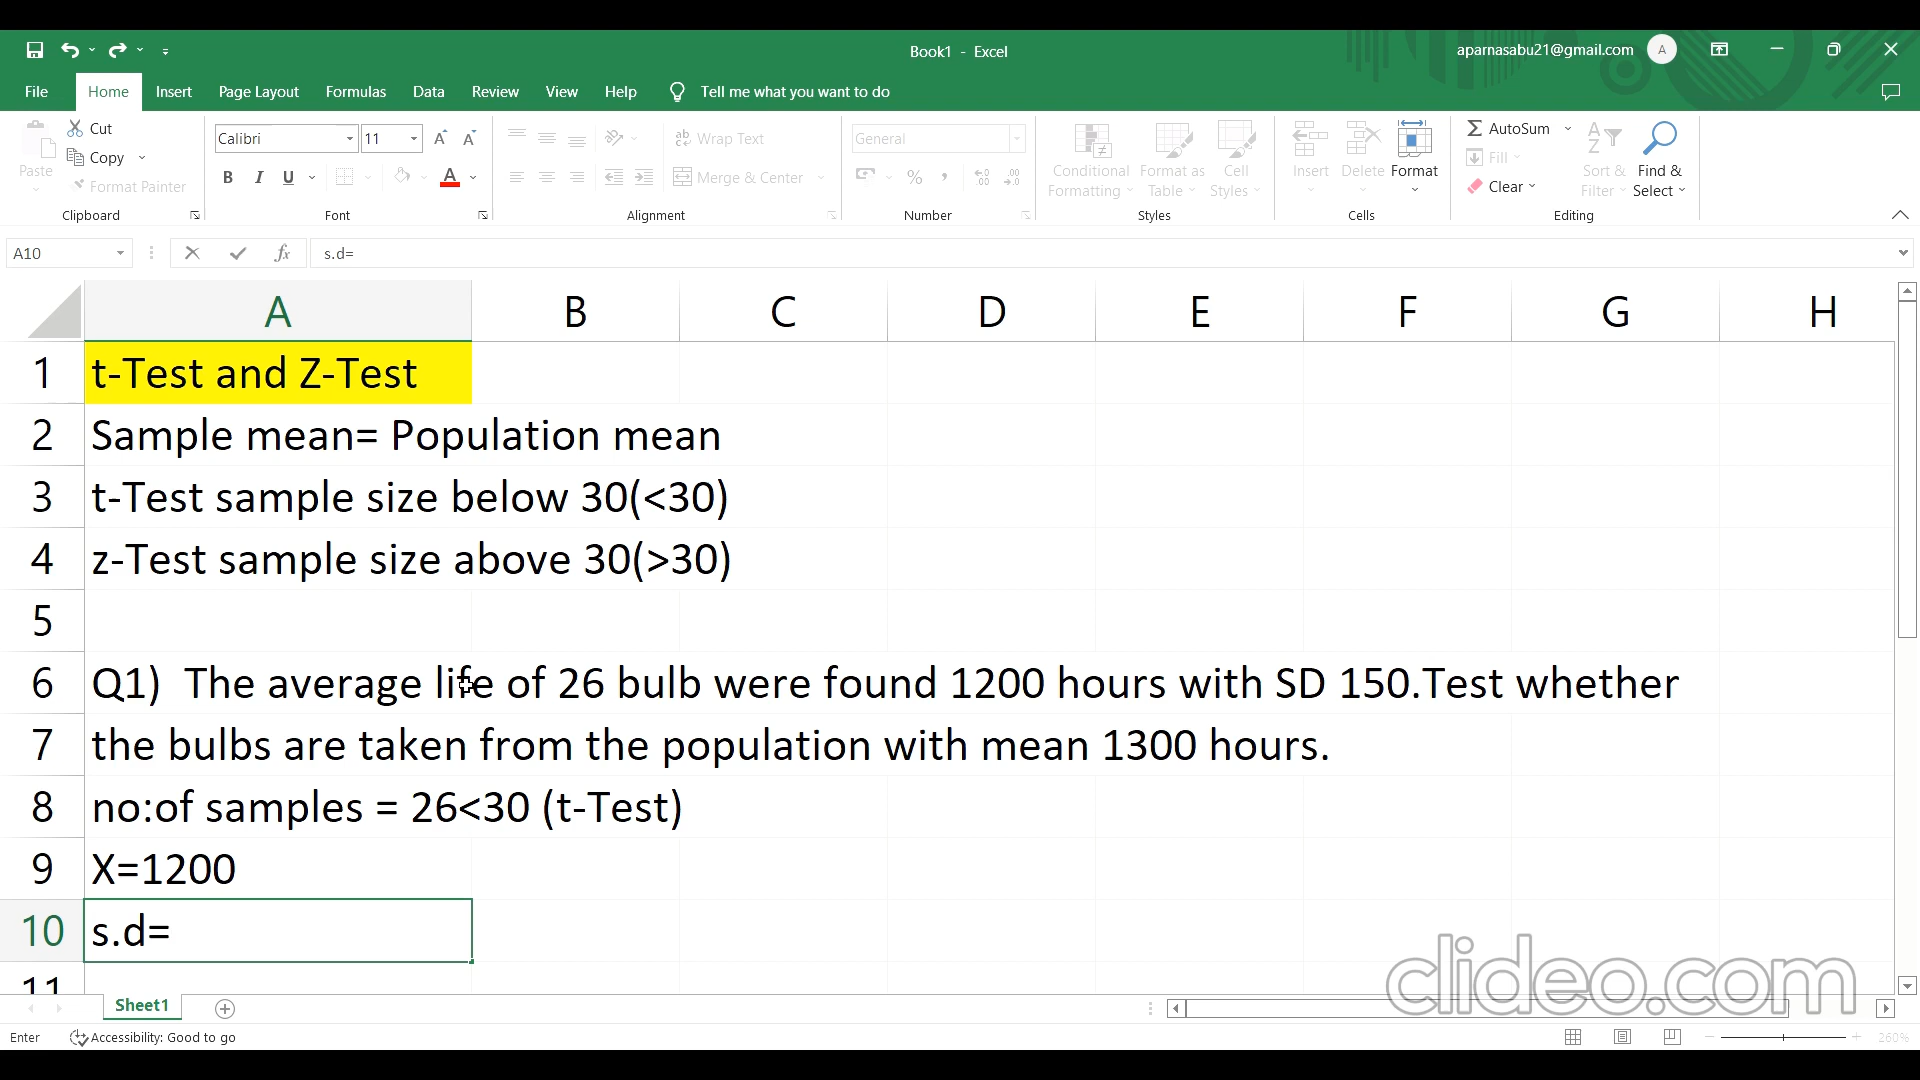 Book1 - Excel
aparnasabu21@gmail.com
A
File Home Insert Page Layout Formulas Data Review View Help Tell me what you want to do
Paste
Cut
Copy
Format Painter
Clipboard
Calibri 11
A A
B I U A
Font
Wrap Text
Merge & Center
Alignment
General
% ,
Number
Conditional Formatting
Format as Table
Cell Styles
Styles
Insert Delete Format
Cells
AutoSum
Fill
Clear
Sort & Filter
Find & Select
Editing
A10 fx s.d=
A B C D E F G H
1 t-Test and Z-Test
2 Sample mean= Population mean
3 t-Test sample size below 30(<30)
4 z-Test sample size above 30(>30)
5
6 Q1) The average life of 26 bulb were found 1200 hours with SD 150.Test whether
7 the bulbs are taken from the population with mean 1300 hours.
8 no:of samples = 26<30 (t-Test)
9 X=1200
10 s.d=
11
clideo.com
Sheet1
Enter Accessibility: Good to go 260%